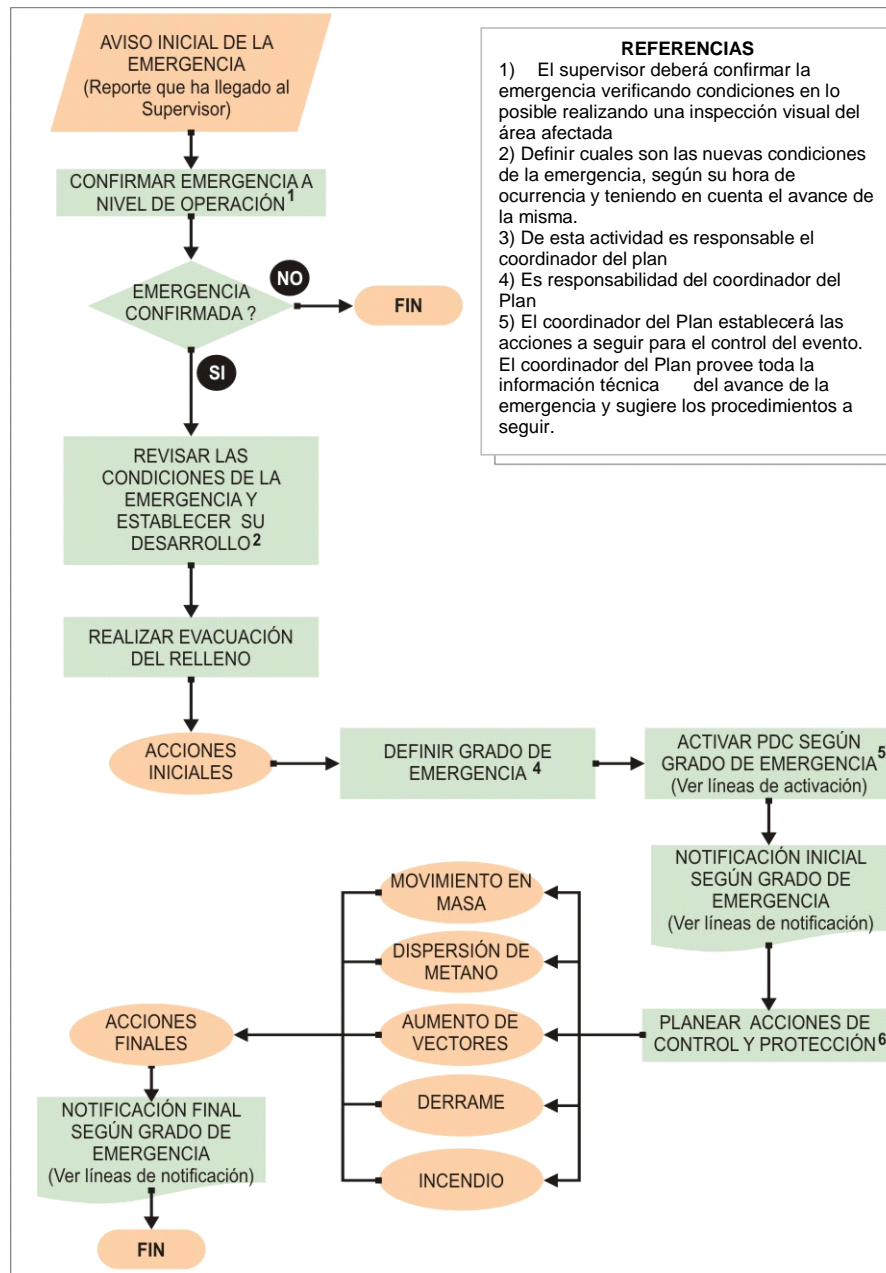 AVISO INICIAL DE LA
EMERGENCIA
(Reporte que ha llegado al
Supervisor)
REFERENCIAS
1) El supervisor deberá confirmar la
emergencia verificando condiciones en lo
posible realizando una inspección visual del
área afectada
2) Definir cuales son las nuevas condiciones
de la emergencia, según su hora de
ocurrencia y teniendo en cuenta el avance de
la misma.
3) De esta actividad es responsable el
coordinador del plan
4) Es responsabilidad del coordinador del
Plan
5) El coordinador del Plan establecerá las
acciones a seguir para el control del evento.
El coordinador del Plan provee toda la
información técnica del avance de la
emergencia y sugiere los procedimientos a
seguir.
CONFIRMAR EMERGENCIA A
NIVEL DE OPERACIÓN 1
EMERGENCIA
CONFIRMADA ?
NO
FIN
SI
REVISAR LAS
CONDICIONES DE LA
EMERGENCIA Y
ESTABLECER SU
DESARROLLO 2
REALIZAR EVACUACIÓN
DEL RELLENO
ACCIONES
INICIALES
DEFINIR GRADO DE
EMERGENCIA 4
ACTIVAR PDC SEGÚN
GRADO DE EMERGENCIA 5
(Ver líneas de activación)
NOTIFICACIÓN INICIAL
SEGÚN GRADO DE
EMERGENCIA
(Ver líneas de notificación)
PLANEAR ACCIONES DE
CONTROL Y PROTECCIÓN 6
MOVIMIENTO EN
MASA
DISPERSIÓN DE
METANO
AUMENTO DE
VECTORES
DERRAME
INCENDIO
ACCIONES
FINALES
NOTIFICACIÓN FINAL
SEGÚN GRADO DE
EMERGENCIA
(Ver líneas de notificación)
FIN